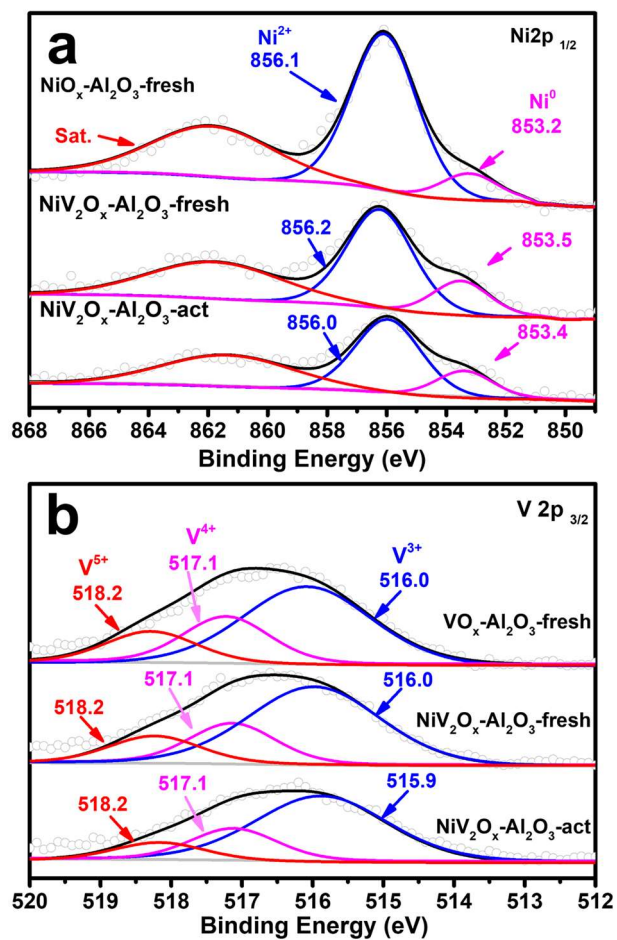 a
Ni2p 1/2
Ni2+
856.1
NiOx-Al2O3-fresh
Ni0
853.2
Sat.
NiV2Ox-Al2O3-fresh
856.2
853.5
NiV2Ox-Al2O3-act
856.0
853.4
868 866 864 862 860 858 856 854 852 850
Binding Energy (eV)
b
V 2p 3/2
V5+
518.2
V4+
517.1
V3+
516.0
VOx-Al2O3-fresh
518.2
517.1
516.0
NiV2Ox-Al2O3-fresh
518.2
517.1
515.9
NiV2Ox-Al2O3-act
520 519 518 517 516 515 514 513 512
Binding Energy (eV)